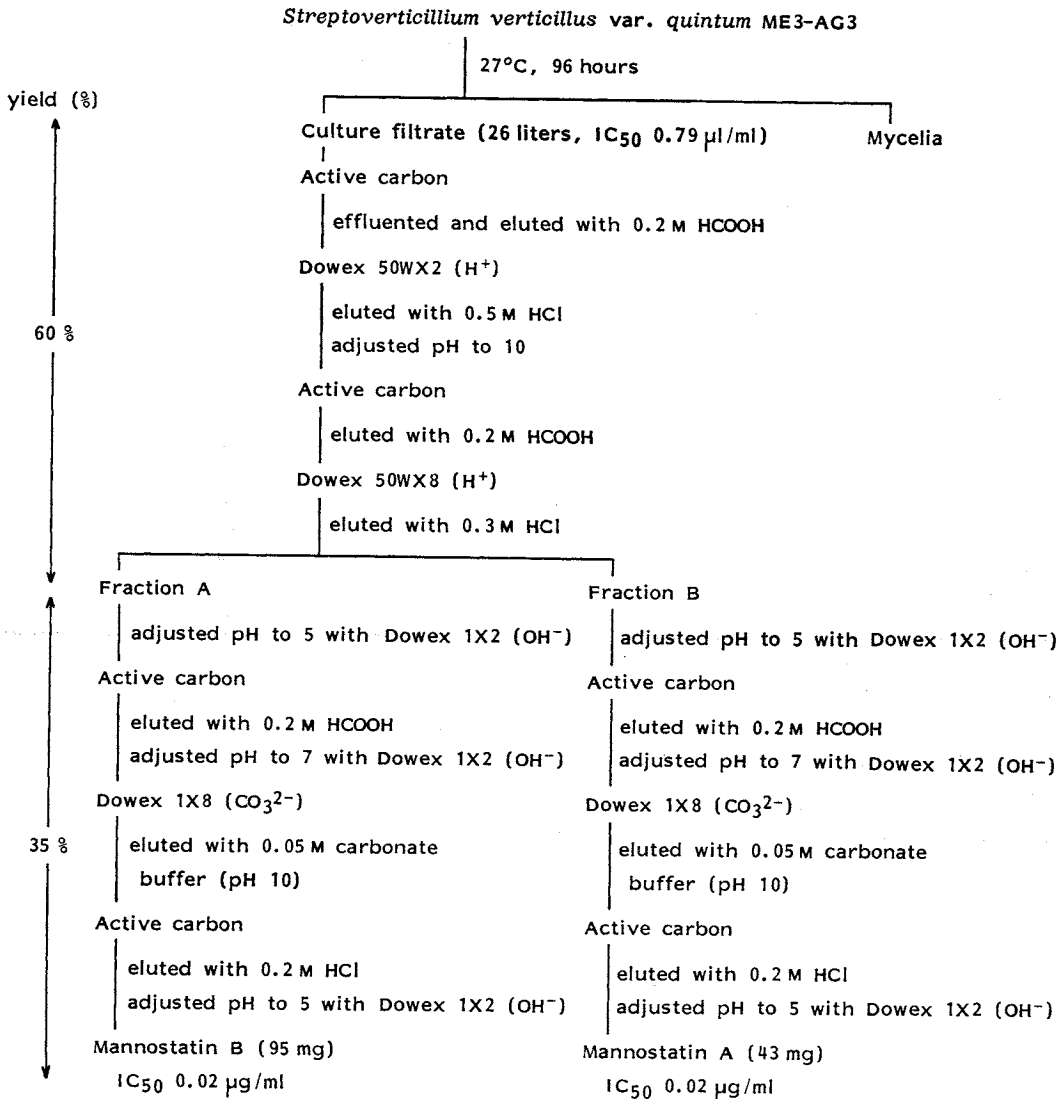 Streptoverticillium verticillus var. quintum ME3-AG3
27°C, 96 hours
yield (%)
Culture filtrate (26 liters, IC50 0.79 μl/ml)
Mycelia
Active carbon
effluented and eluted with 0.2 M HCOOH
Dowex 50WX2 (H+)
eluted with 0.5 M HCl
60 %
adjusted pH to 10
Active carbon
eluted with 0.2 M HCOOH
Dowex 50WX8 (H+)
eluted with 0.3 M HCl
Fraction A
adjusted pH to 5 with Dowex 1X2 (OH−)
Active carbon
eluted with 0.2 M HCOOH
adjusted pH to 7 with Dowex 1X2 (OH−)
Dowex 1X8 (CO32−)
35 %
eluted with 0.05 M carbonate
buffer (pH 10)
Active carbon
eluted with 0.2 M HCl
adjusted pH to 5 with Dowex 1X2 (OH−)
Mannostatin B (95 mg)
IC50 0.02 μg/ml
Fraction B
adjusted pH to 5 with Dowex 1X2 (OH−)
Active carbon
eluted with 0.2 M HCOOH
adjusted pH to 7 with Dowex 1X2 (OH−)
Dowex 1X8 (CO32−)
eluted with 0.05 M carbonate
buffer (pH 10)
Active carbon
eluted with 0.2 M HCl
adjusted pH to 5 with Dowex 1X2 (OH−)
Mannostatin A (43 mg)
IC50 0.02 μg/ml